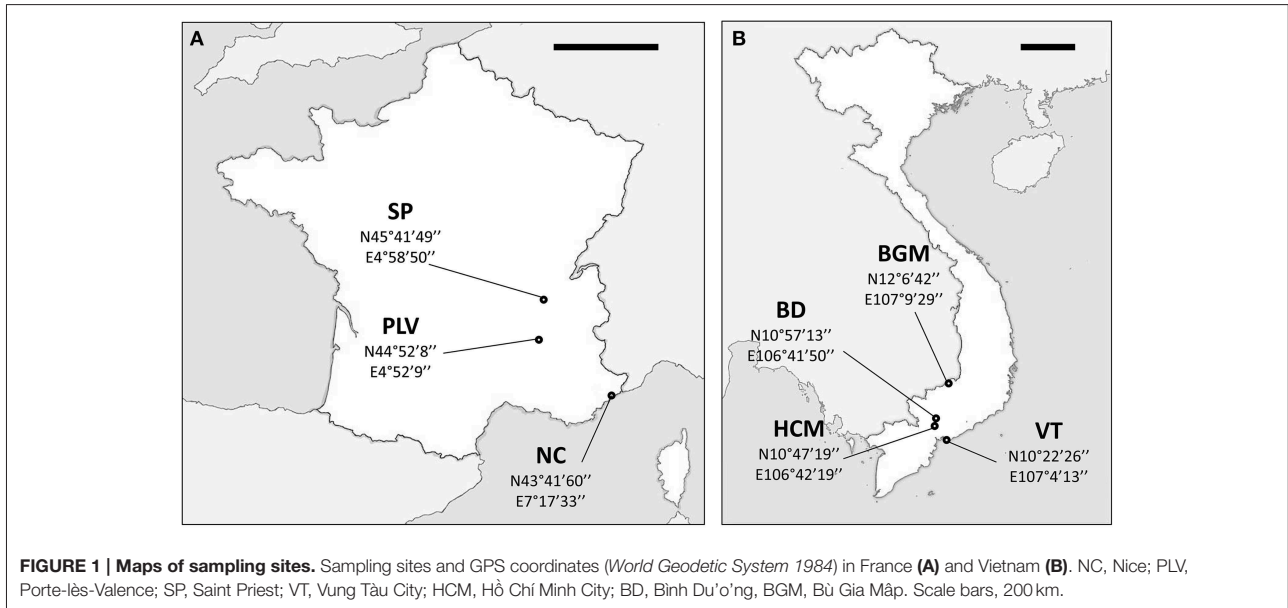 A
SP
N45°41'49''
E4°58'50''
PLV
N44°52'8''
E4°52'9''
NC
N43°41'60''
E7°17'33''
B
BGM
N12°6'42''
E107°9'29''
BD
N10°57'13''
E106°41'50''
HCM
N10°47'19''
E106°42'19''
VT
N10°22'26''
E107°4'13''
FIGURE 1 | Maps of sampling sites. Sampling sites and GPS coordinates (World Geodetic System 1984) in France (A) and Vietnam (B). NC, Nice; PLV,
Porte-lès-Valence; SP, Saint Priest; VT, Vung Tàu City; HCM, Hồ Chí Minh City; BD, Bình Du'o'ng, BGM, Bù Gia Mâp. Scale bars, 200 km.